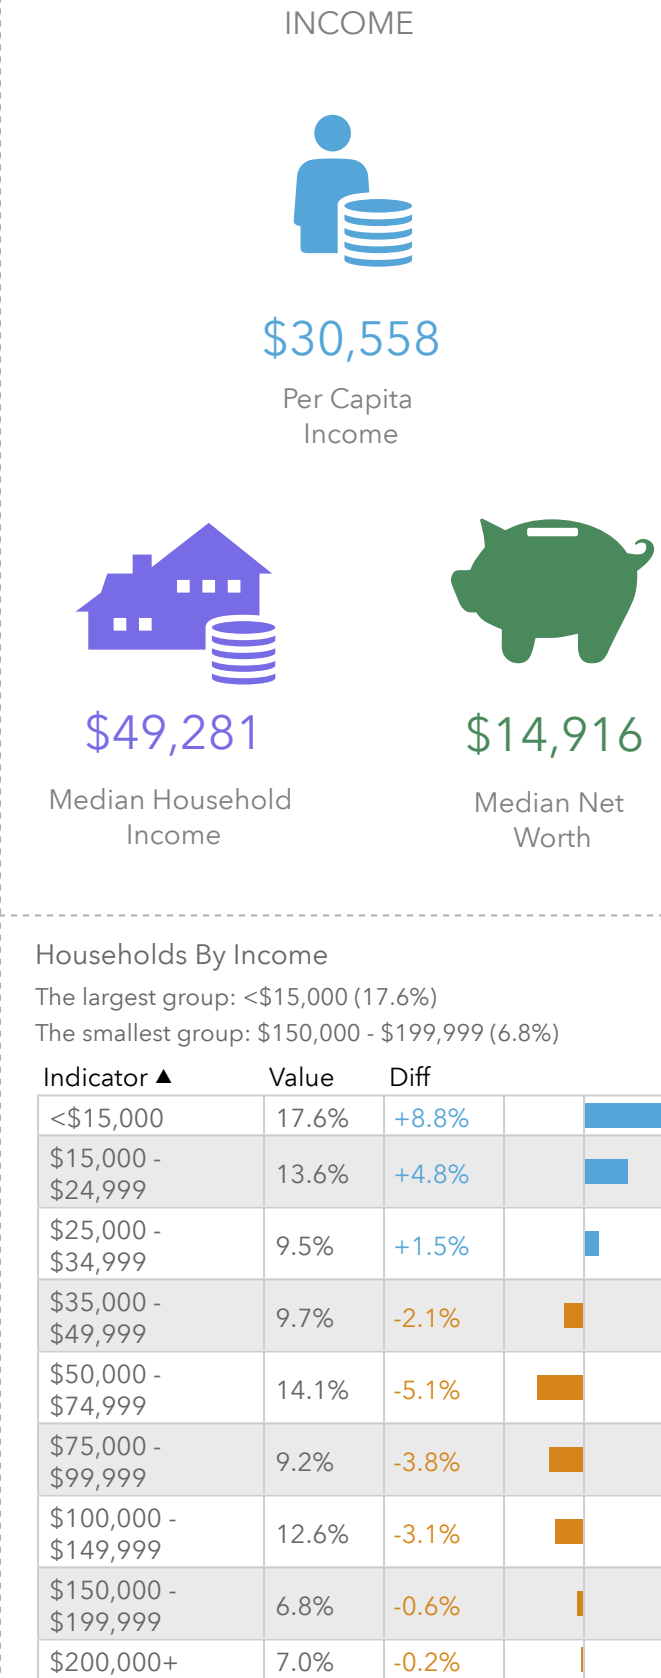 INCOME
$30,558
Per Capita
Income
$49,281
Median Household
Income
$14,916
Median Net
Worth
Households By Income
The largest group: <$15,000 (17.6%)
The smallest group: $150,000 - $199,999 (6.8%)
Indicator ▲ Value Diff
<$15,000 17.6% +8.8%
$15,000 -
$24,999 13.6% +4.8%
$25,000 -
$34,999 9.5% +1.5%
$35,000 -
$49,999 9.7% -2.1%
$50,000 -
$74,999 14.1% -5.1%
$75,000 -
$99,999 9.2% -3.8%
$100,000 -
$149,999 12.6% -3.1%
$150,000 -
$199,999 6.8% -0.6%
$200,000+ 7.0% -0.2%